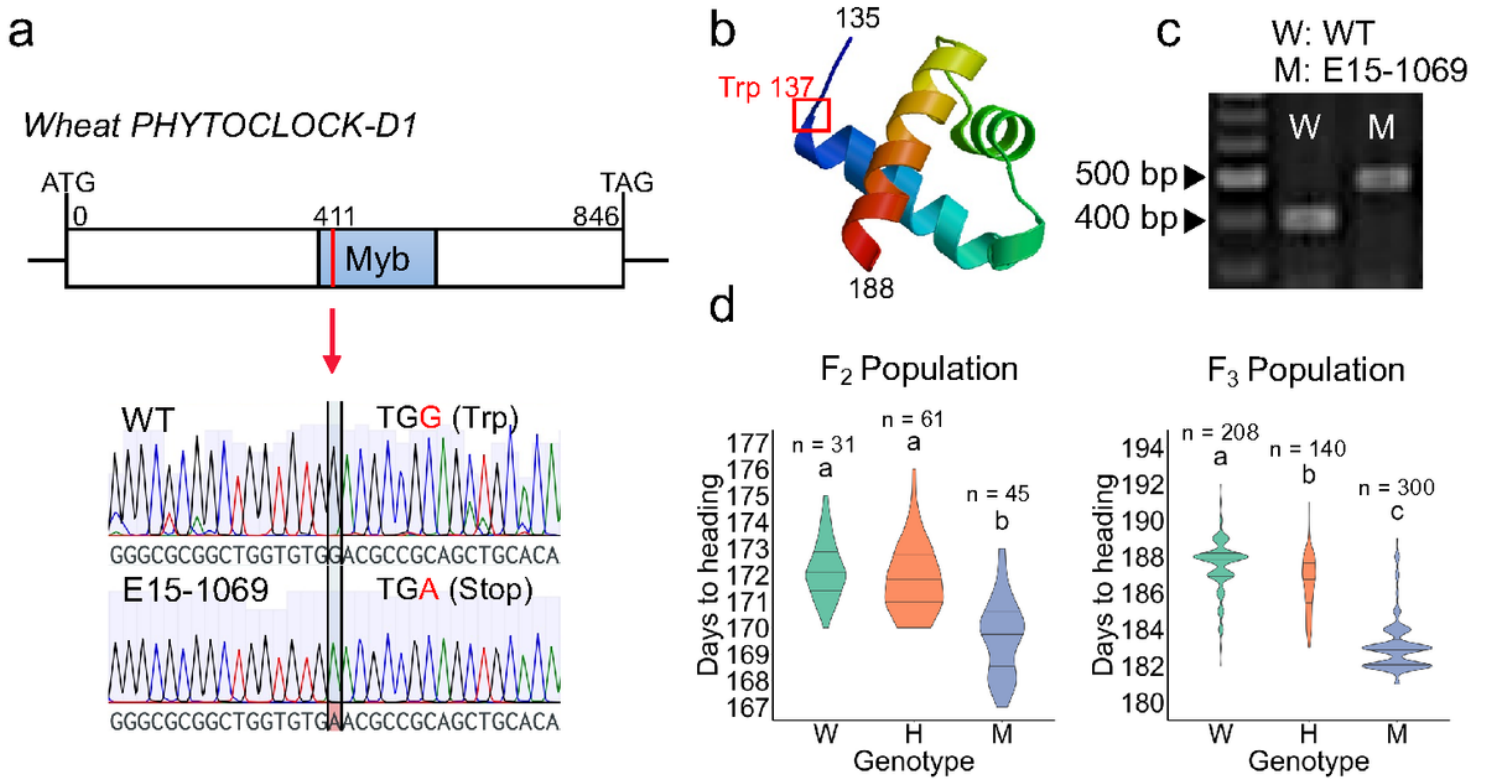 a
Wheat PHYTOCLOCK-D1
ATG TAG
0 411 846
Myb
WT TGG (Trp)
GGGCGCGGCTGGTGTGGACGCCGCAGCTGCACA
E15-1069 TGA (Stop)
GGGCGCGGCTGGTGTGAACGCCGCAGCTGCACA
b
135
Trp 137
188
c
W: WT
M: E15-1069
W M
500 bp
400 bp
d
F2 Population
n = 31 n = 61 n = 45
a a b
177
176
175
174
173
172
171
170
169
168
167
Days to heading
W H M
Genotype
F3 Population
n = 208 n = 140 n = 300
a b c
194
192
190
188
186
184
182
180
Days to heading
W H M
Genotype